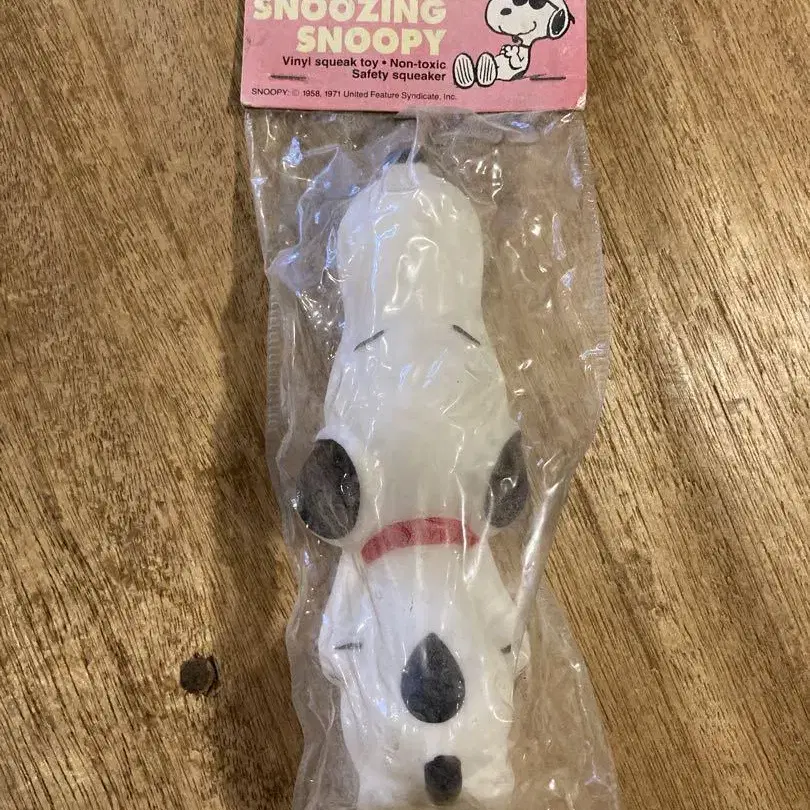 SNOOZING
SNOOPY
Vinyl squeak toy • Non-toxic
Safety squeaker
SNOOPY: © 1958, 1971 United Feature Syndicate, Inc.